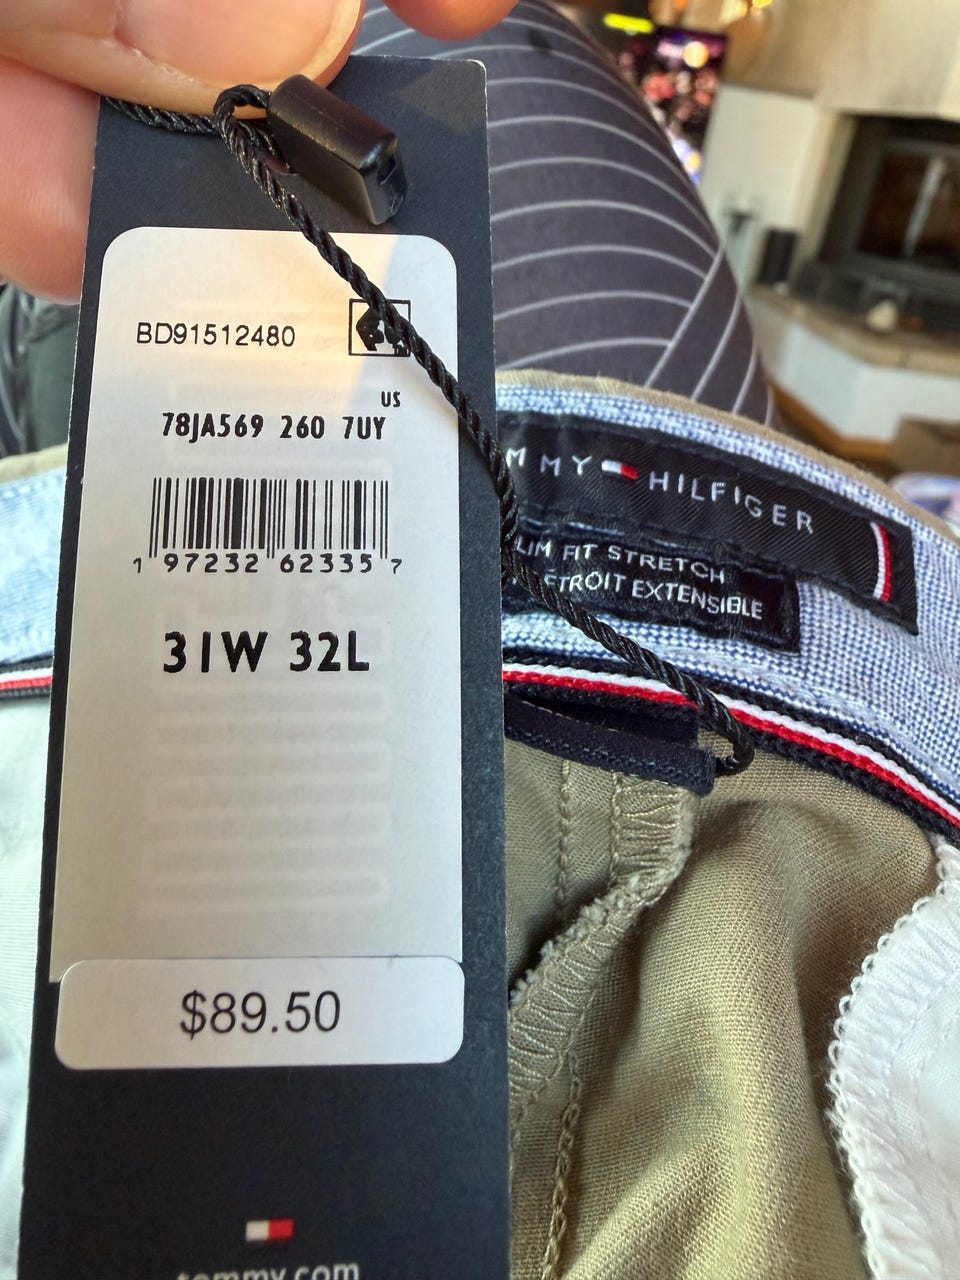 BD91512480
US
78JA569 260 7UY
1 97232 62335 7
31W 32L
$89.50
tommy.com
MMY HILFIGER
LIM FIT STRETCH
TROIT EXTENSIBLE